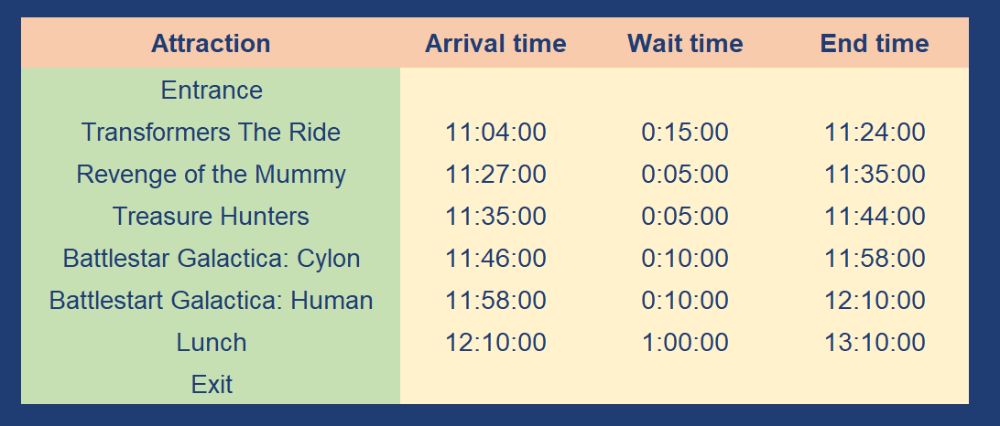 Attraction Arrival time Wait time End time
Entrance
Transformers The Ride 11:04:00 0:15:00 11:24:00
Revenge of the Mummy 11:27:00 0:05:00 11:35:00
Treasure Hunters 11:35:00 0:05:00 11:44:00
Battlestar Galactica: Cylon 11:46:00 0:10:00 11:58:00
Battlestart Galactica: Human 11:58:00 0:10:00 12:10:00
Lunch 12:10:00 1:00:00 13:10:00
Exit